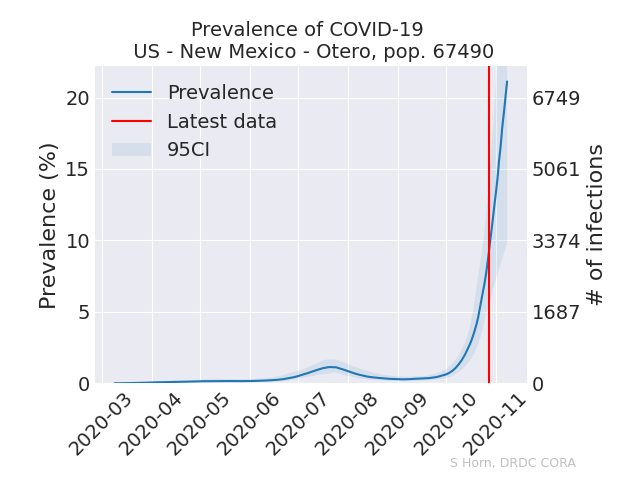 Prevalence of COVID-19
US - New Mexico - Otero, pop. 67490
Prevalence
Latest data
95CI
Prevalence (%)
20
15
10
5
0
6749
5061
3374
1687
0
# of infections
2020-03
2020-04
2020-05
2020-06
2020-07
2020-08
2020-09
2020-10
2020-11
S Horn, DRDC CORA